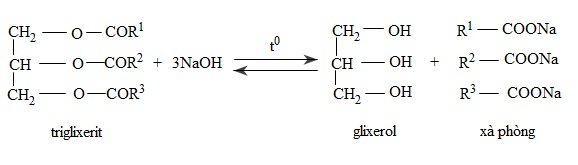 CH₂ — O — COR¹ CH₂ — OH R¹ — COONa
t⁰
CH — O — COR² + 3NaOH ⇌ CH — OH + R² — COONa
CH₂ — O — COR³ CH₂ — OH R³ — COONa
triglixerit glixerol xà phòng